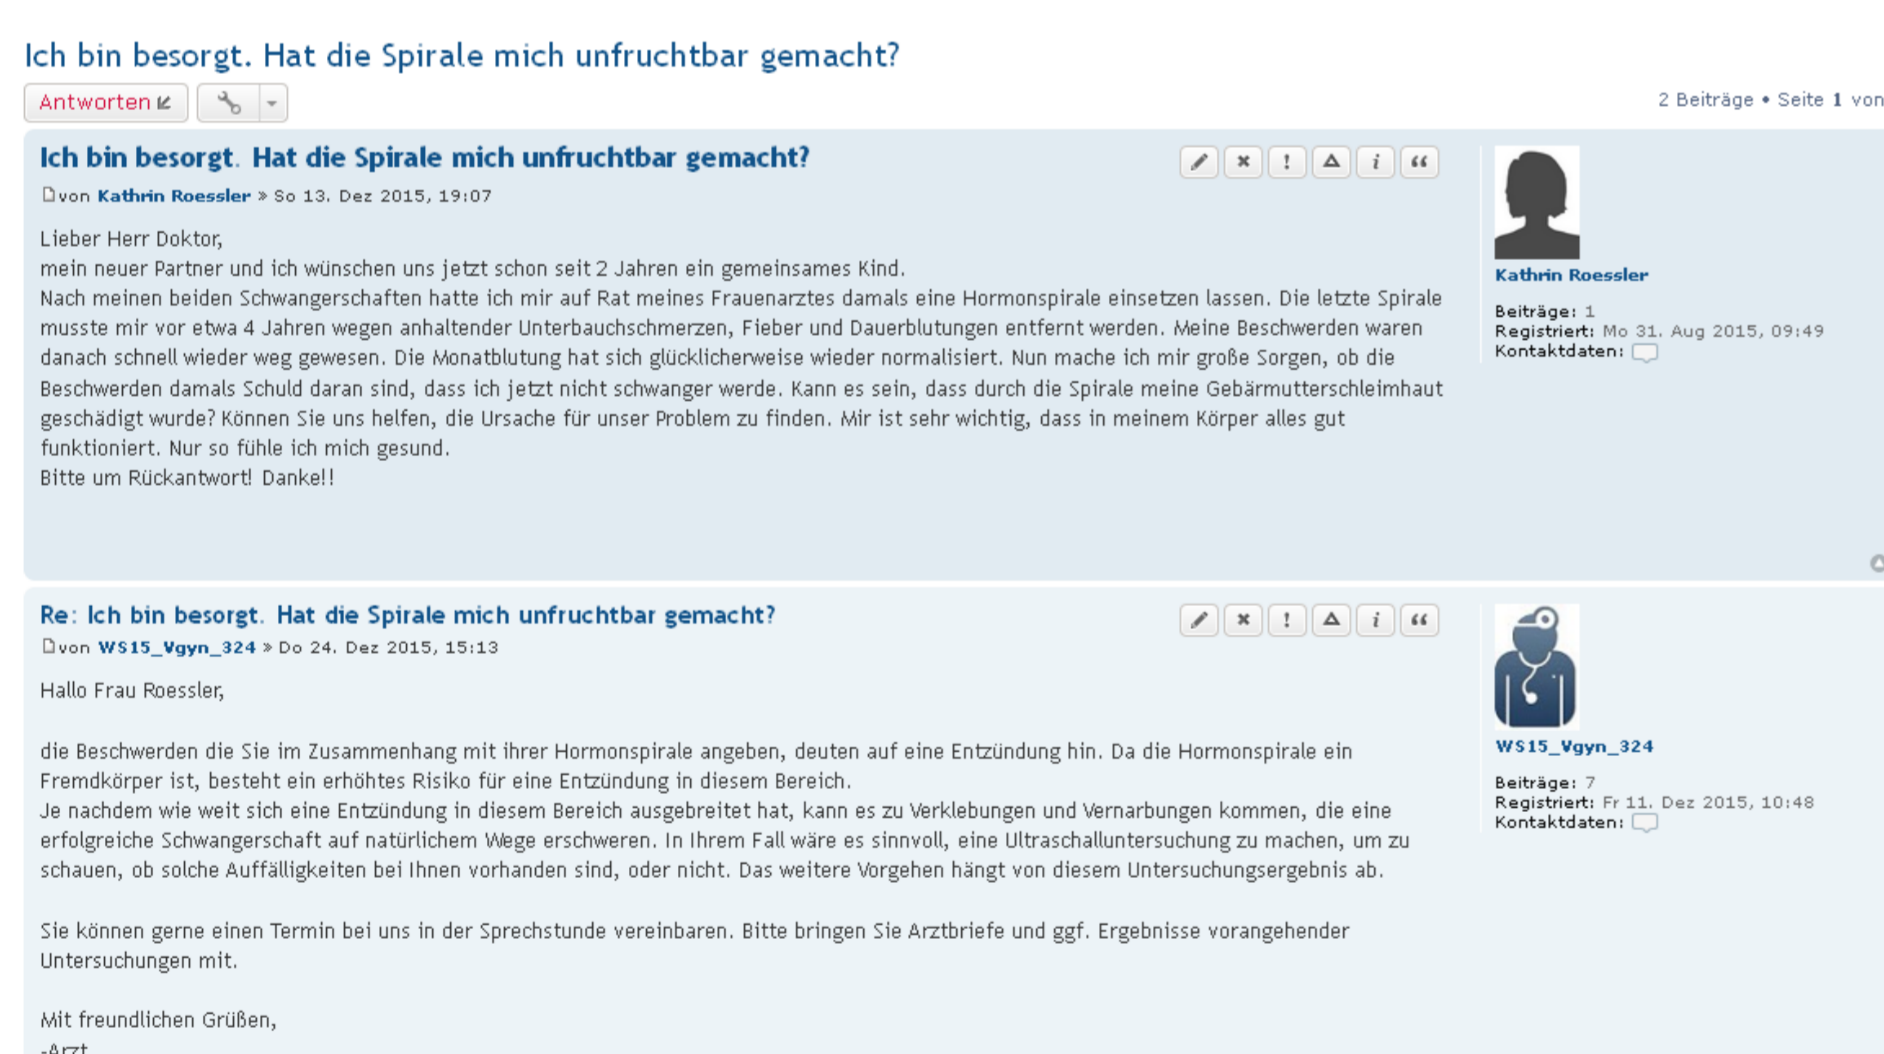 Ich bin besorgt. Hat die Spirale mich unfruchtbar gemacht?
Antworten
2 Beiträge • Seite 1 von
Ich bin besorgt. Hat die Spirale mich unfruchtbar gemacht?
von Kathrin Roessler » So 13. Dez 2015, 19:07
Lieber Herr Doktor,
mein neuer Partner und ich wünschen uns jetzt schon seit 2 Jahren ein gemeinsames Kind.
Nach meinen beiden Schwangerschaften hatte ich mir auf Rat meines Frauenarztes damals eine Hormonspirale einsetzen lassen. Die letzte Spirale
musste mir vor etwa 4 Jahren wegen anhaltender Unterbauchschmerzen, Fieber und Dauerblutungen entfernt werden. Meine Beschwerden waren
danach schnell wieder weg gewesen. Die Monatblutung hat sich glücklicherweise wieder normalisiert. Nun mache ich mir große Sorgen, ob die
Beschwerden damals Schuld daran sind, dass ich jetzt nicht schwanger werde. Kann es sein, dass durch die Spirale meine Gebärmutterschleimhaut
geschädigt wurde? Können Sie uns helfen, die Ursache für unser Problem zu finden. Mir ist sehr wichtig, dass in meinem Körper alles gut
funktioniert. Nur so fühle ich mich gesund.
Bitte um Rückantwort! Danke!!
Kathrin Roessler
Beiträge: 1
Registriert: Mo 31. Aug 2015, 09:49
Kontaktdaten:
Re: Ich bin besorgt. Hat die Spirale mich unfruchtbar gemacht?
von WS15_Vgyn_324 » Do 24. Dez 2015, 15:13
Hallo Frau Roessler,
die Beschwerden die Sie im Zusammenhang mit ihrer Hormonspirale angeben, deuten auf eine Entzündung hin. Da die Hormonspirale ein
Fremdkörper ist, besteht ein erhöhtes Risiko für eine Entzündung in diesem Bereich.
Je nachdem wie weit sich eine Entzündung in diesem Bereich ausgebreitet hat, kann es zu Verklebungen und Vernarbungen kommen, die eine
erfolgreiche Schwangerschaft auf natürlichem Wege erschweren. In Ihrem Fall wäre es sinnvoll, eine Ultraschalluntersuchung zu machen, um zu
schauen, ob solche Auffälligkeiten bei Ihnen vorhanden sind, oder nicht. Das weitere Vorgehen hängt von diesem Untersuchungsergebnis ab.
Sie können gerne einen Termin bei uns in der Sprechstunde vereinbaren. Bitte bringen Sie Arztbriefe und ggf. Ergebnisse vorangehender
Untersuchungen mit.
Mit freundlichen Grüßen,
-Arzt
WS15_Vgyn_324
Beiträge: 7
Registriert: Fr 11. Dez 2015, 10:48
Kontaktdaten: